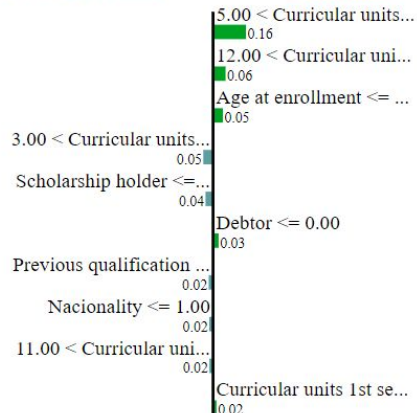 5.00 < Curricular units...
0.16
12.00 < Curricular uni...
0.06
Age at enrollment <= ...
0.05
3.00 < Curricular units...
0.05
Scholarship holder <=...
0.04
Debtor <= 0.00
0.03
Previous qualification ...
0.02
Nacionality <= 1.00
0.02
11.00 < Curricular uni...
0.02
Curricular units 1st se...
0.02